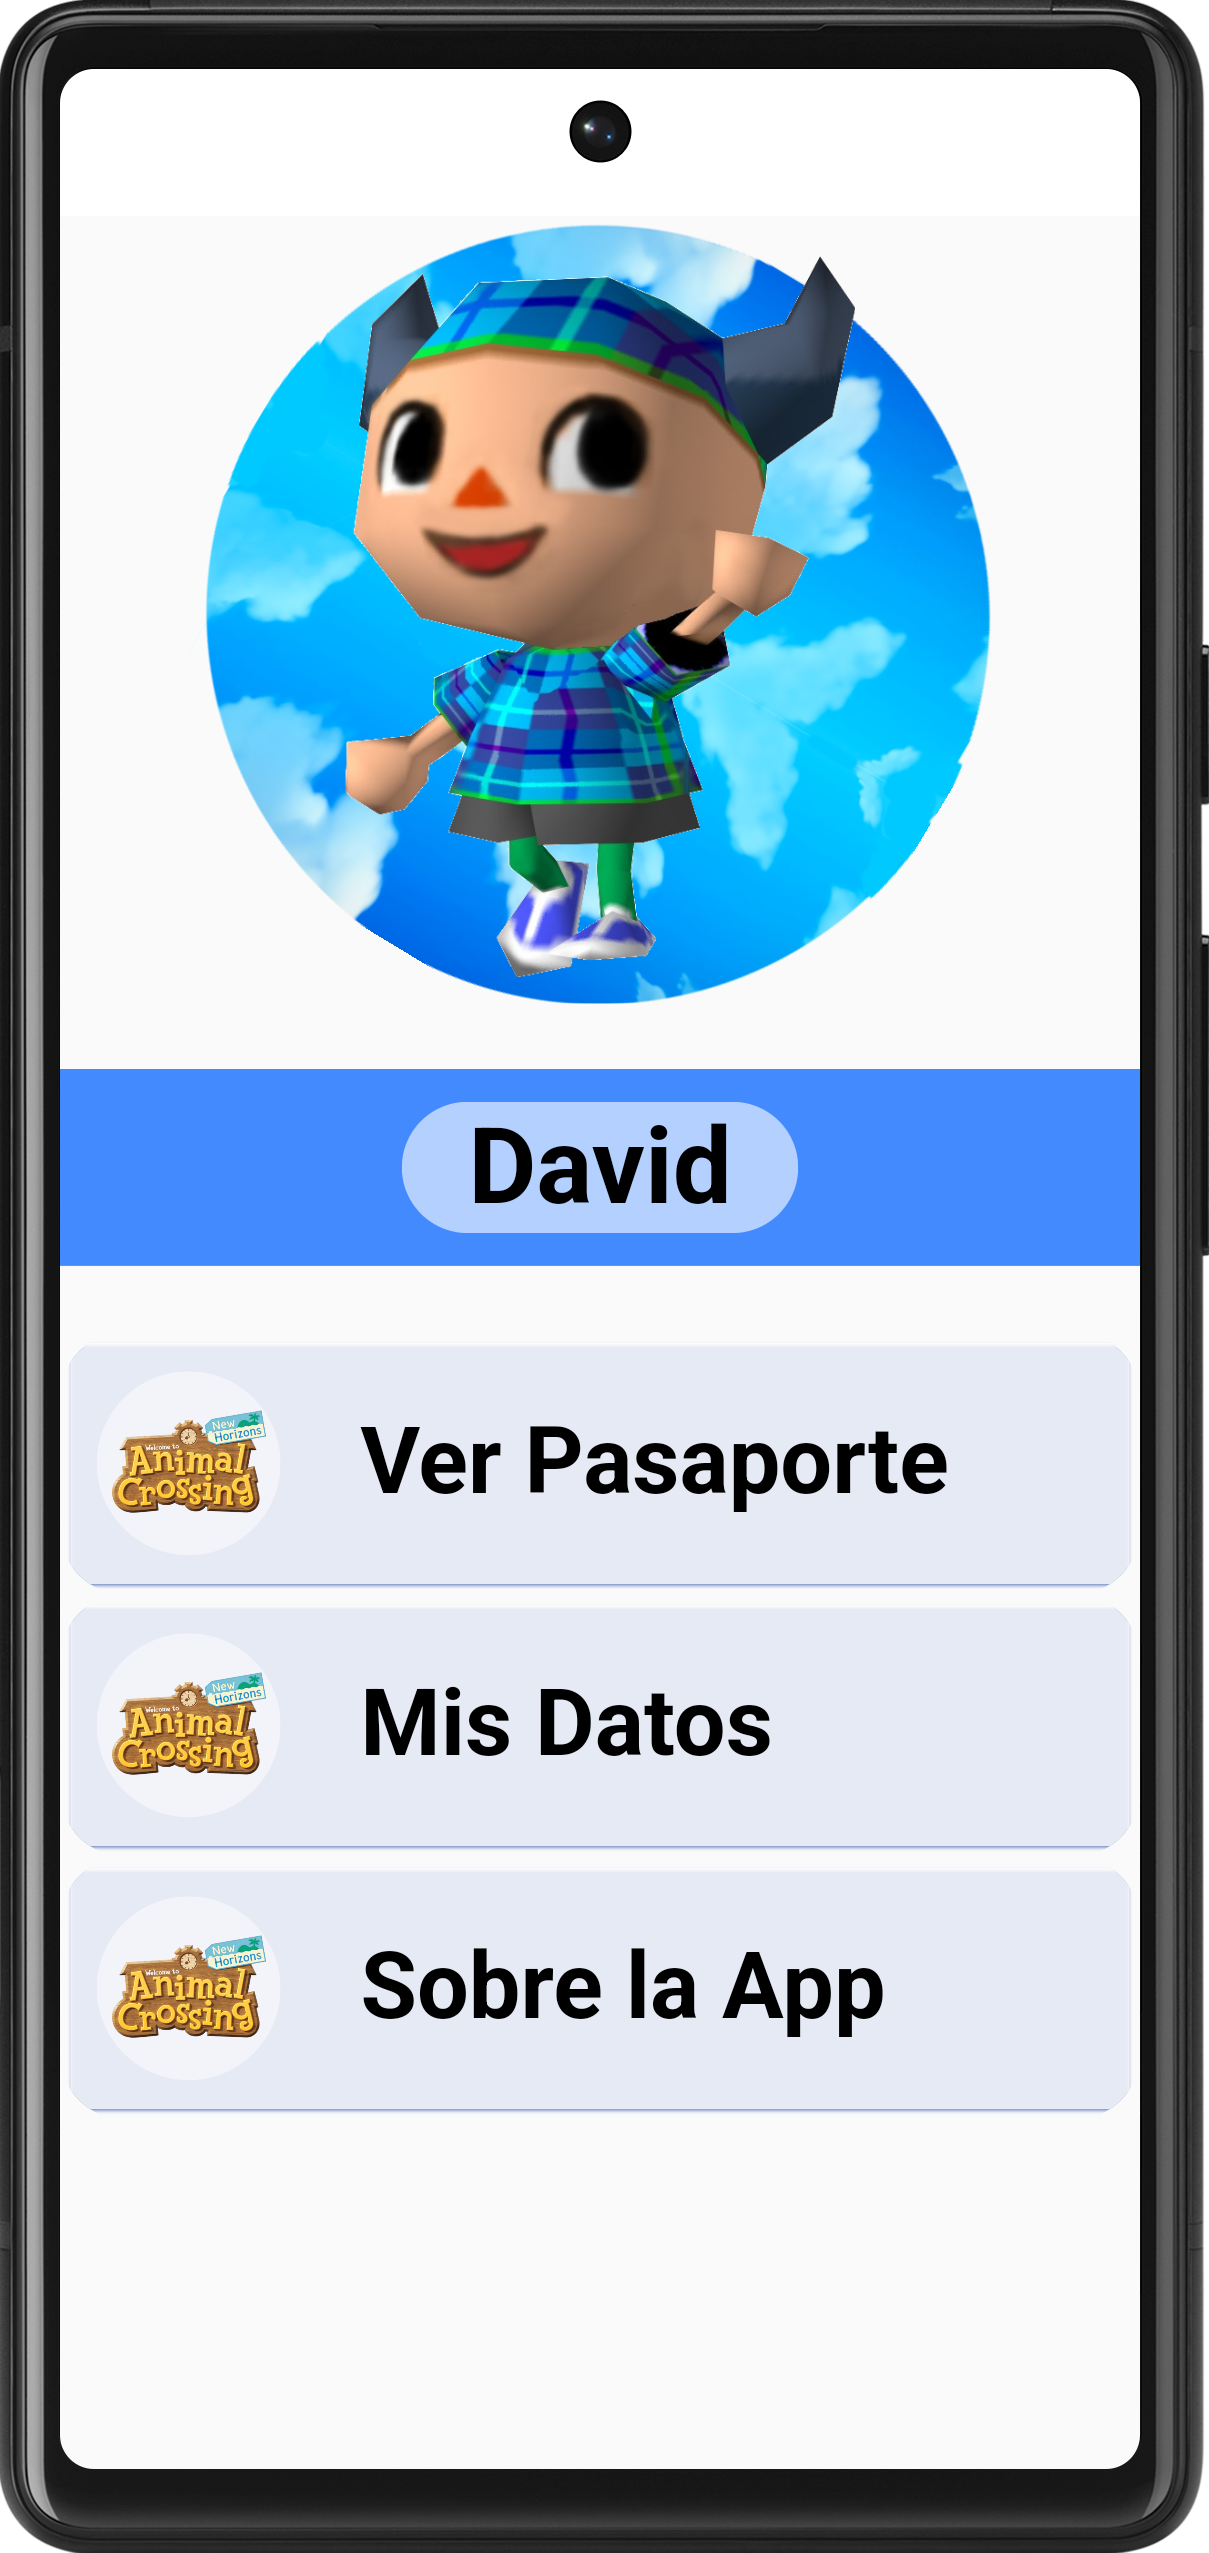 David
Welcome to
Animal
Crossing
New
Horizons
Ver Pasaporte
Welcome to
Animal
Crossing
New
Horizons
Mis Datos
Welcome to
Animal
Crossing
New
Horizons
Sobre la App